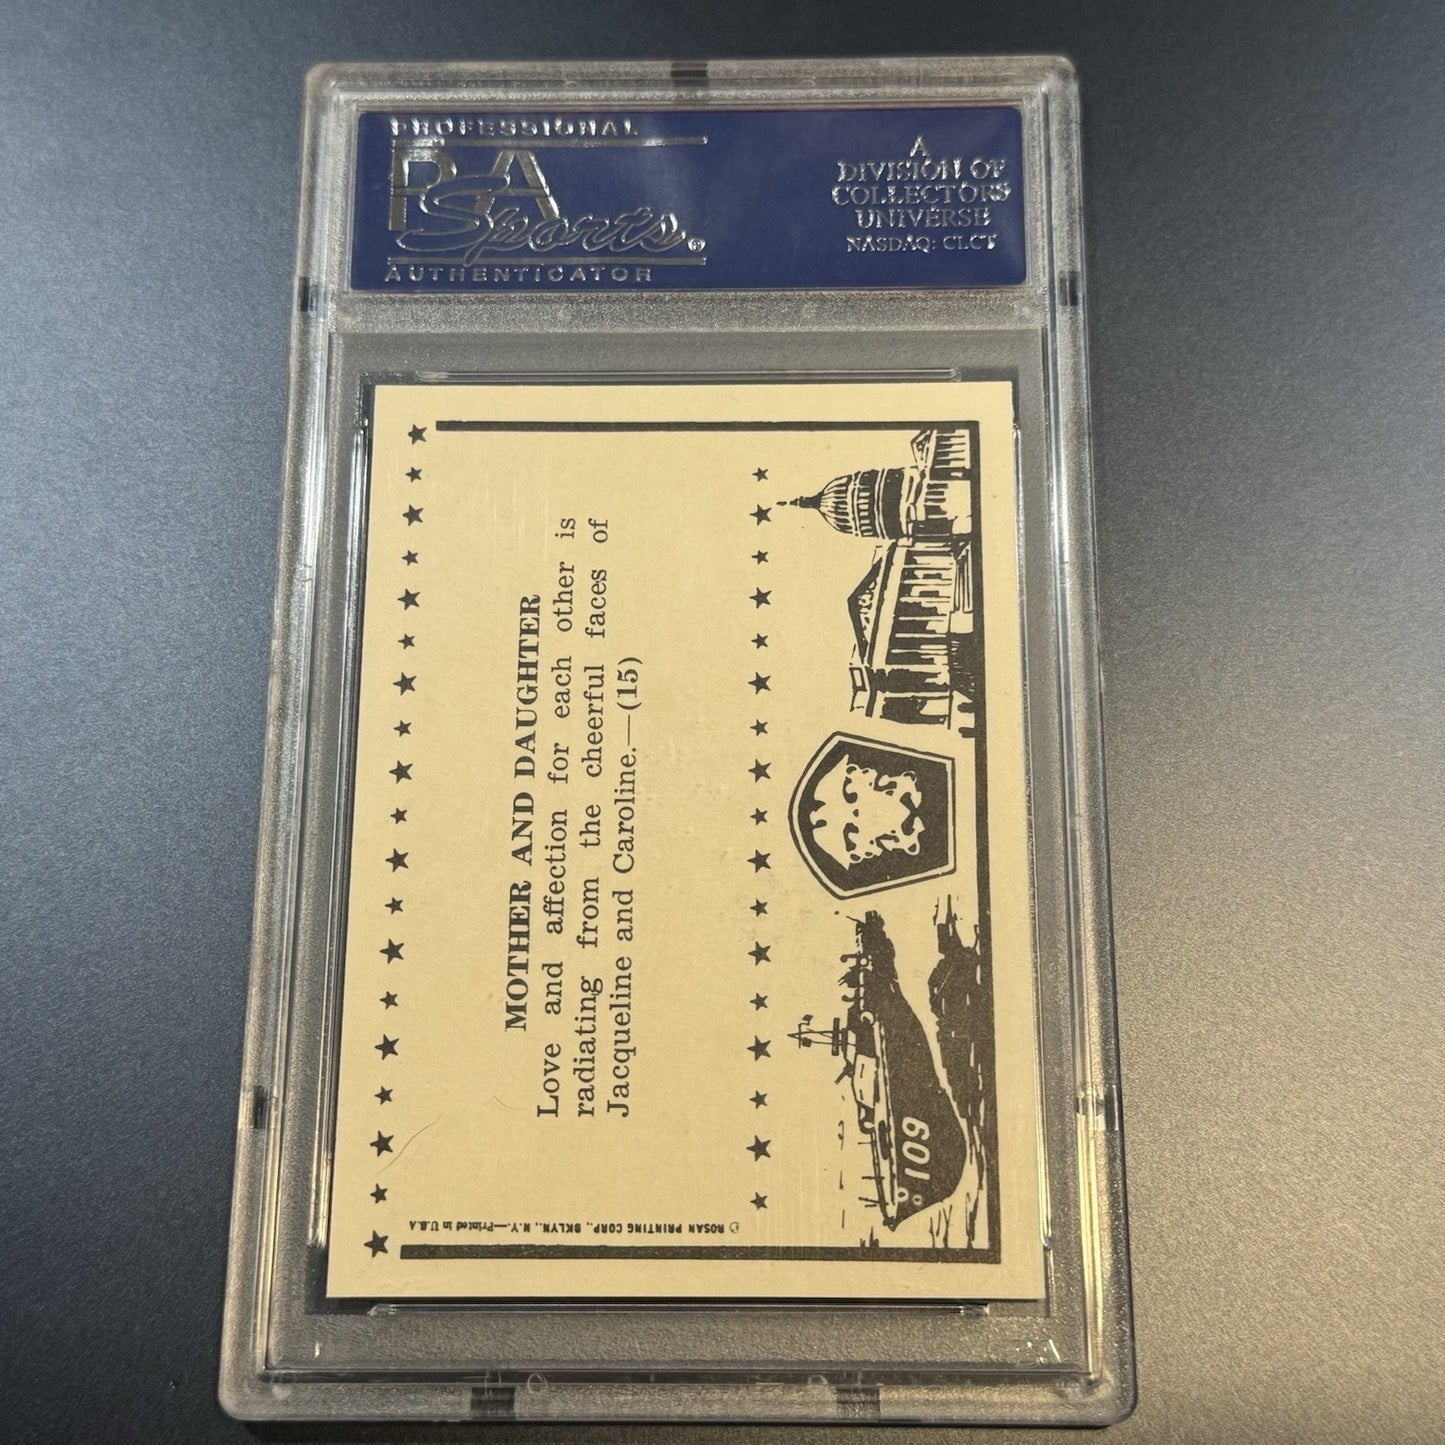 PROFESSIONAL
PSA
Sports®
AUTHENTICATOR
A
DIVISION OF
COLLECTORS
UNIVERSE
NASDAQ: CLCT
MOTHER AND DAUGHTER
Love and affection for each other is
radiating from the cheerful faces of
Jacqueline and Caroline.—(15)
109
© ROSAN PRINTING CORP., BKLYN., N.Y.—Printed in U.S.A